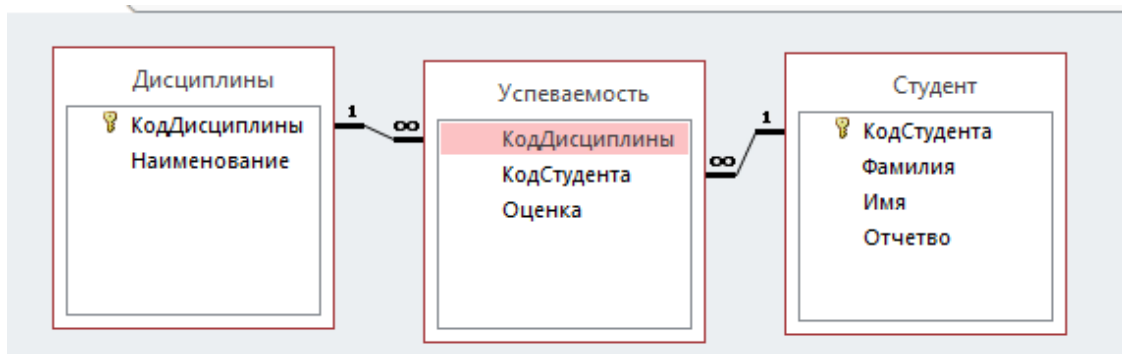 Дисциплины
КодДисциплины
Наименование
1
∞
Успеваемость
КодДисциплины
КодСтудента
Оценка
∞
1
Студент
КодСтудента
Фамилия
Имя
Отчетво